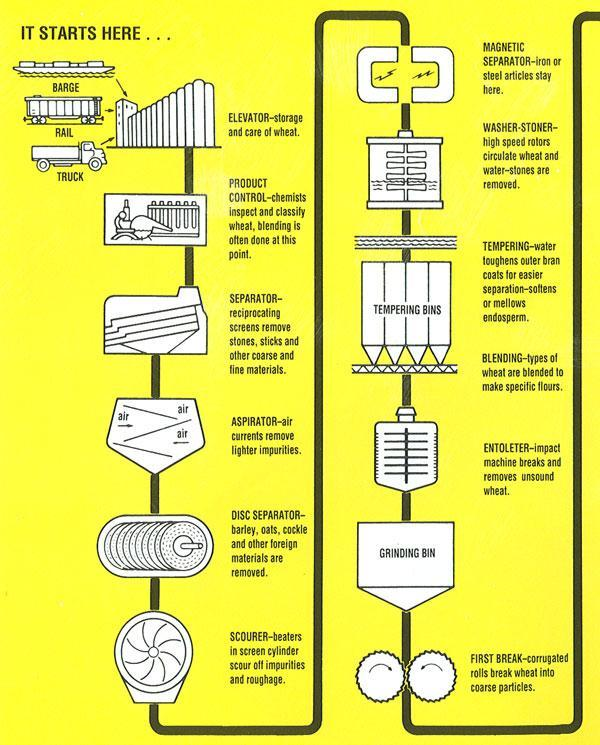 IT STARTS HERE . . .
BARGE
RAIL
TRUCK
ELEVATOR–storage
and care of wheat.
PRODUCT
CONTROL–chemists
inspect and classify
wheat, blending is
often done at this
point.
SEPARATOR–
reciprocating
screens remove
stones, sticks and
other coarse and
fine materials.
air
air
air
ASPIRATOR–air
currents remove
lighter impurities.
DISC SEPARATOR–
barley, oats, cockle
and other foreign
materials are
removed.
SCOURER–beaters
in screen cylinder
scour off impurities
and roughage.
MAGNETIC
SEPARATOR–iron or
steel articles stay
here.
WASHER-STONER–
high speed rotors
circulate wheat and
water–stones are
removed.
TEMPERING–water
toughens outer bran
coats for easier
separation–softens
or mellows
endosperm.
TEMPERING BINS
BLENDING–types of
wheat are blended to
make specific flours.
ENTOLETER–impact
machine breaks and
removes unsound
wheat.
GRINDING BIN
FIRST BREAK–corrugated
rolls break wheat into
coarse particles.